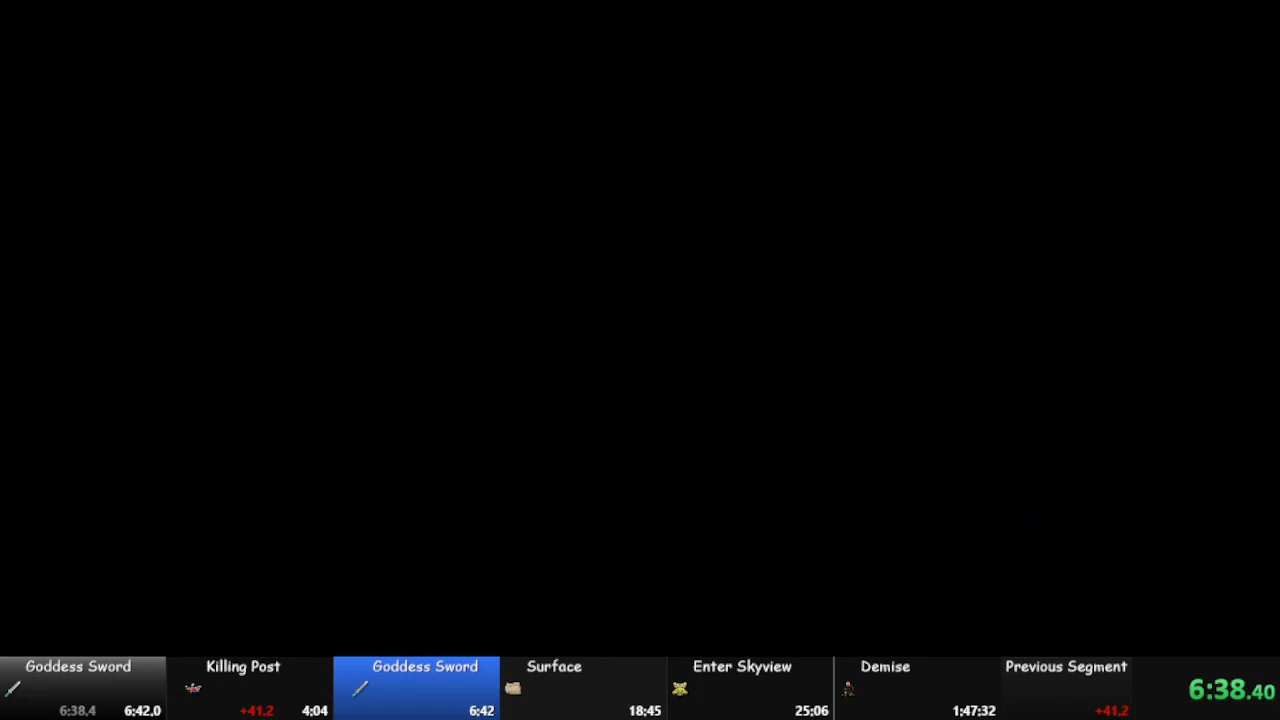 Goddess Sword
6:38,4 6:42,0
Killing Post
+41,2 4:04
Goddess Sword
6:42
Surface
18:45
Enter Skyview
25:06
Demise
1:47:32
Previous Segment
+41,2
6:38.40